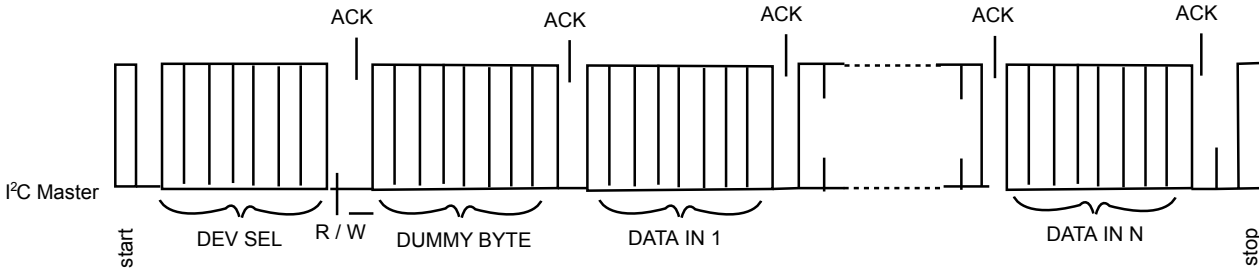 ACK ACK ACK ACK ACK
I²C Master
start DEV SEL R / W DUMMY BYTE DATA IN 1 DATA IN N stop